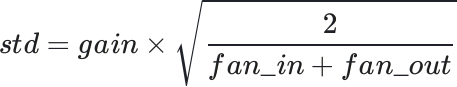 std = gain × √(2 / (fan_in + fan_out))